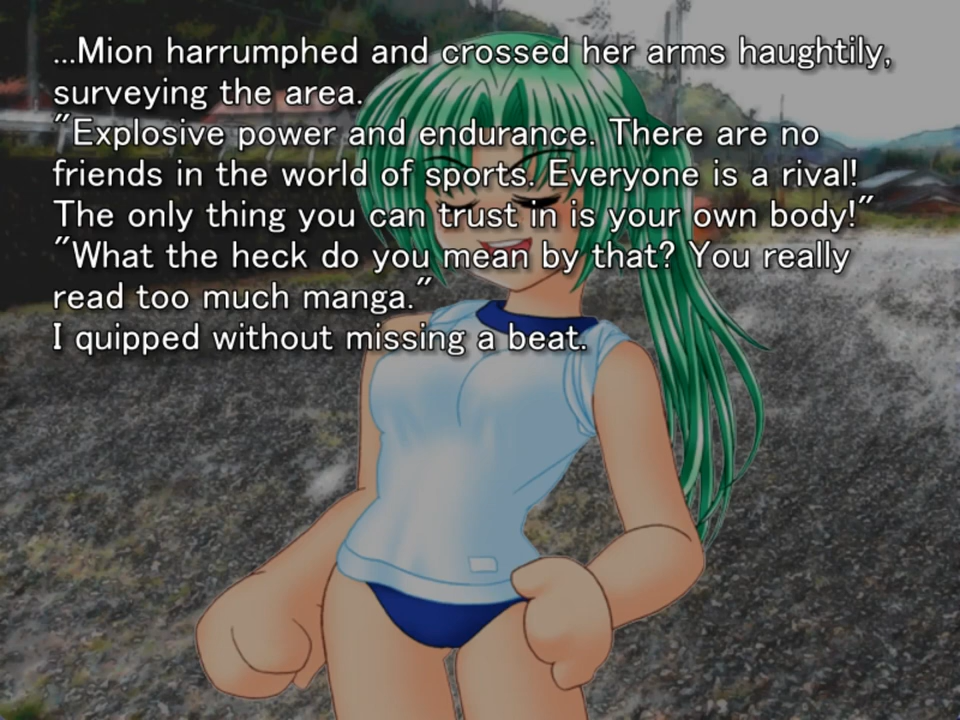 ...Mion harrumphed and crossed her arms haughtily,
surveying the area.
"Explosive power and endurance. There are no
friends in the world of sports. Everyone is a rival!
The only thing you can trust in is your own body!"
"What the heck do you mean by that? You really
read too much manga."
I quipped without missing a beat.